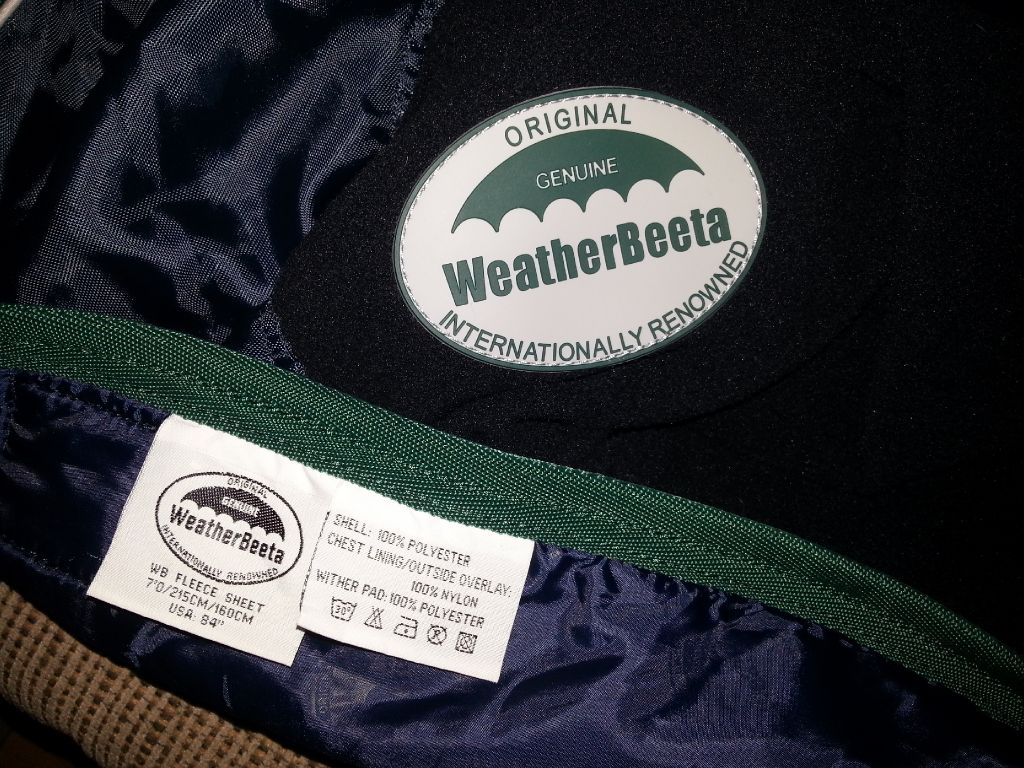 ORIGINAL
GENUINE
WeatherBeeta
INTERNATIONALLY RENOWNED
ORIGINAL
GENUINE
WeatherBeeta
INTERNATIONALLY RENOWNED
WB FLEECE SHEET
7'0/215CM/160CM
USA: 84"
SHELL: 100% POLYESTER
CHEST LINING/OUTSIDE OVERLAY:
100% NYLON
WITHER PAD:100% POLYESTER
30°